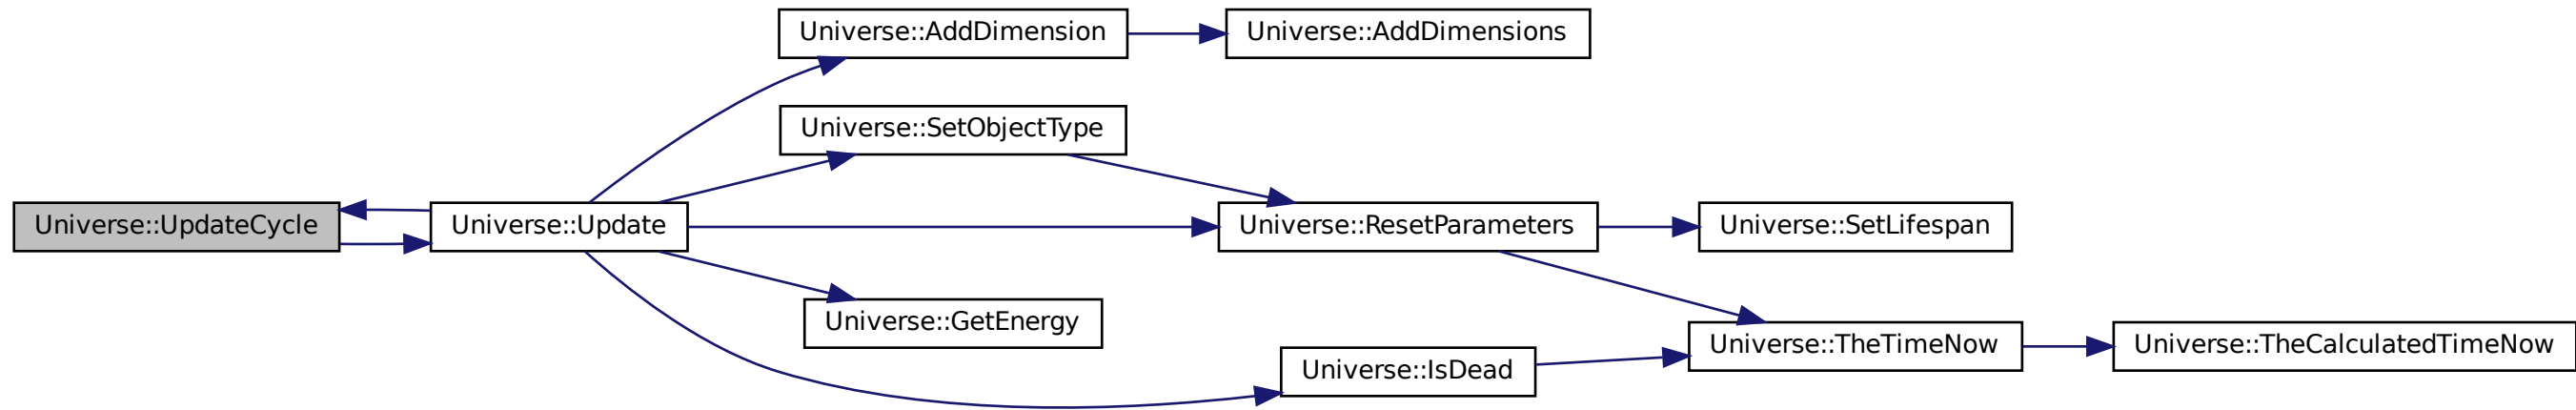 Universe::AddDimension
Universe::AddDimensions
Universe::SetObjectType
Universe::UpdateCycle
Universe::Update
Universe::ResetParameters
Universe::SetLifespan
Universe::GetEnergy
Universe::TheTimeNow
Universe::TheCalculatedTimeNow
Universe::IsDead